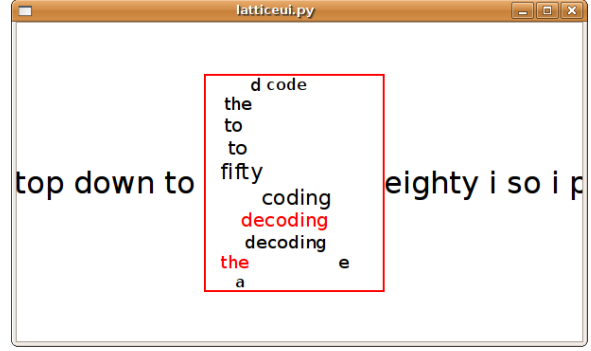 latticeui.py
d code
the
to
to
fifty
top down to eighty i so i p
coding
decoding
decoding
the e
a